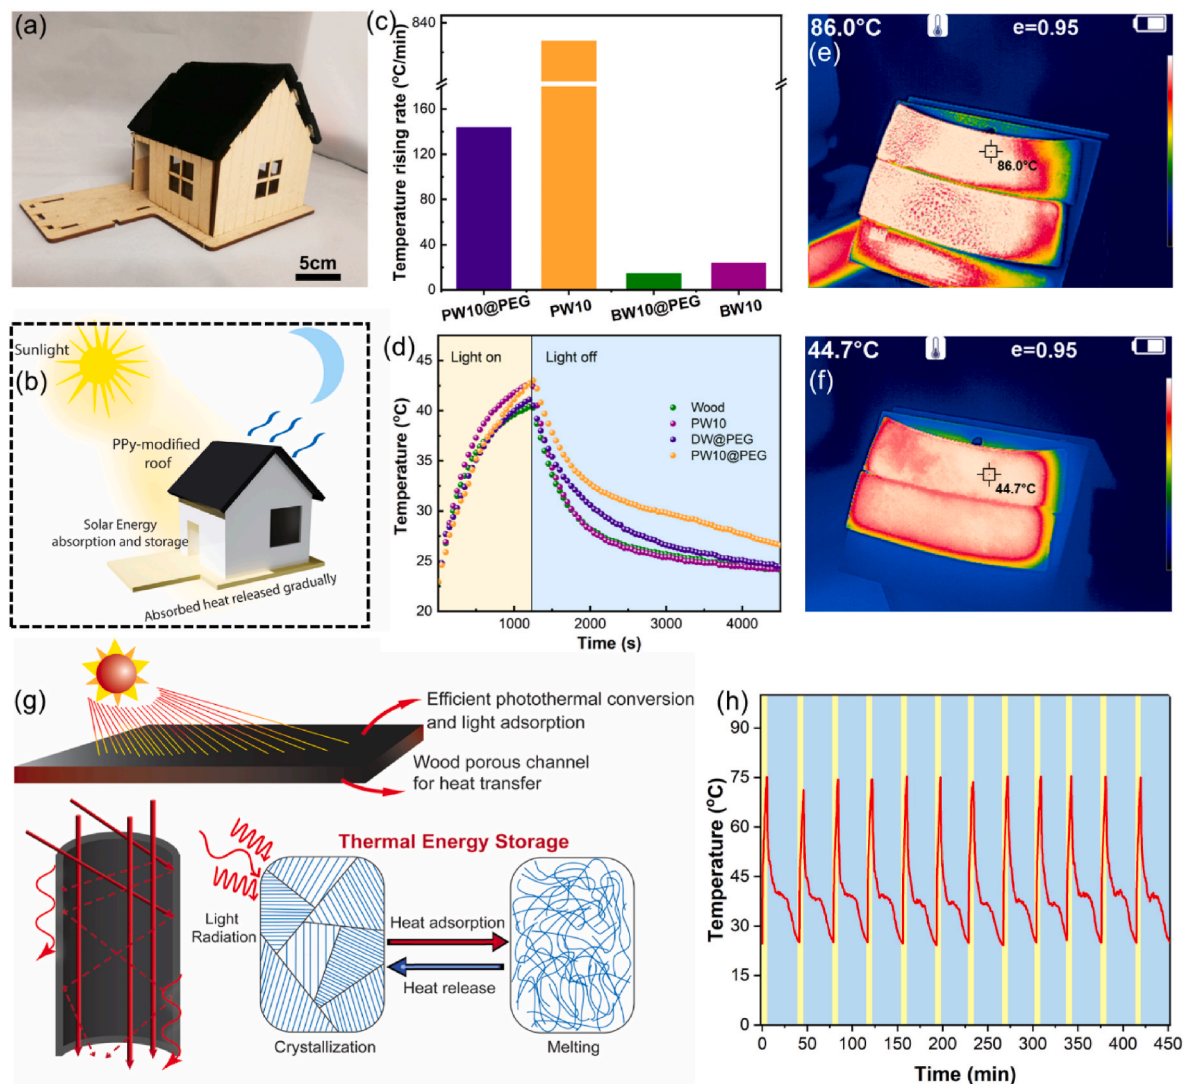 (a)
5cm
(b)
Sunlight
PPy-modified
roof
Solar Energy
absorption and storage
Absorbed heat released gradually
(c)
Temperature rising rate (°C/min)
840
160
140
120
80
40
0
PW10@PEG
PW10
BW10@PEG
BW10
(d)
Temperature (°C)
45
40
35
30
25
20
Light on
Light off
Wood
PW10
DW@PEG
PW10@PEG
1000
2000
3000
4000
Time (s)
86.0°C
e=0.95
(e)
86.0°C
44.7°C
e=0.95
(f)
44.7°C
(g)
Efficient photothermal conversion
and light adsorption
Wood porous channel
for heat transfer
Thermal Energy Storage
Light
Radiation
Heat adsorption
Heat release
Crystallization
Melting
(h)
Temperature (°C)
90
75
60
45
30
15
0
0 50 100 150 200 250 300 350 400 450
Time (min)